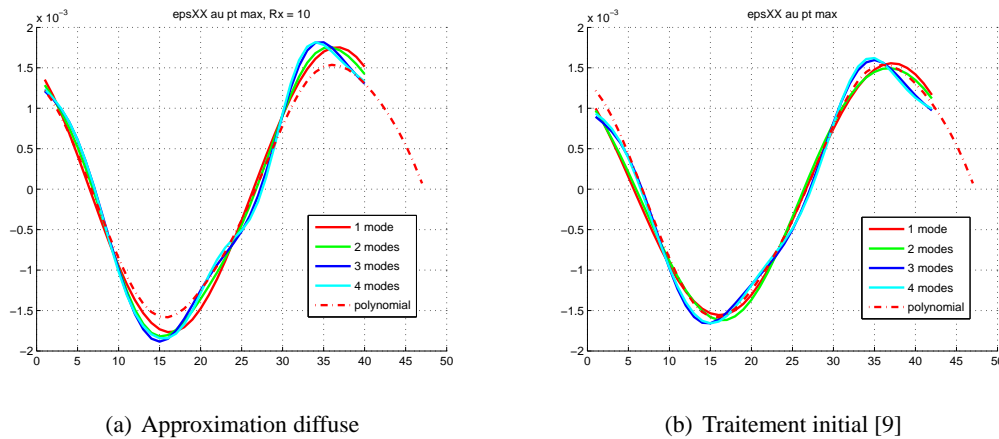 epsXX au pt max, Rx = 10
x 10⁻³
2
1.5
1
0.5
0
−0.5
−1
−1.5
−2
0 5 10 15 20 25 30 35 40 45 50
1 mode
2 modes
3 modes
4 modes
polynomial
(a) Approximation diffuse
epsXX au pt max
x 10⁻³
2
1.5
1
0.5
0
−0.5
−1
−1.5
−2
0 5 10 15 20 25 30 35 40 45 50
1 mode
2 modes
3 modes
4 modes
polynomial
(b) Traitement initial [9]